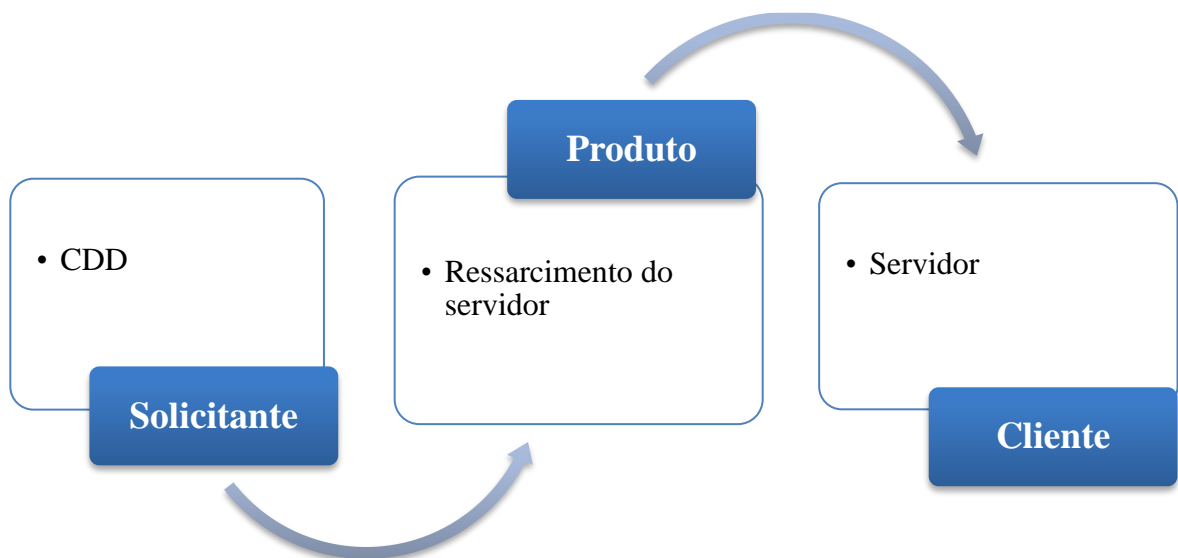 • CDD
Solicitante
Produto
• Ressarcimento do
servidor
• Servidor
Cliente